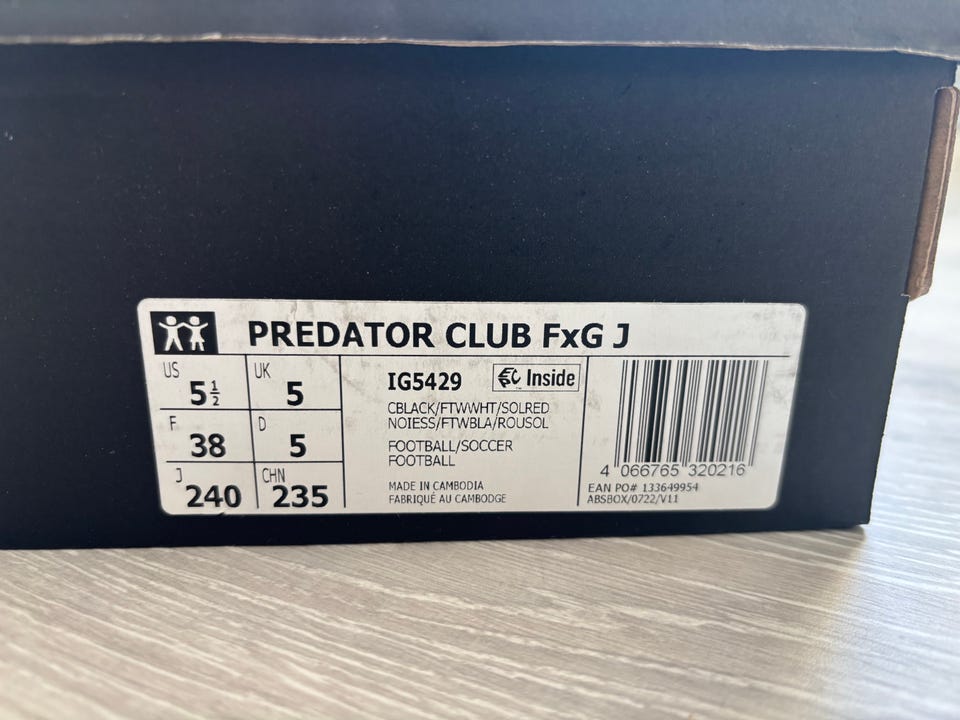 PREDATOR CLUB FxG J
US 5 1/2 UK 5
F 38 D 5
J 240 CHN 235
IG5429 Inside
CBLACK/FTWWHT/SOLRED
NOIESS/FTWBLA/ROUSOL
FOOTBALL/SOCCER
FOOTBALL
MADE IN CAMBODIA
FABRIQUÉ AU CAMBODGE
4 066765 320216
EAN PO# 133649954
ABSBOX/0722/V11